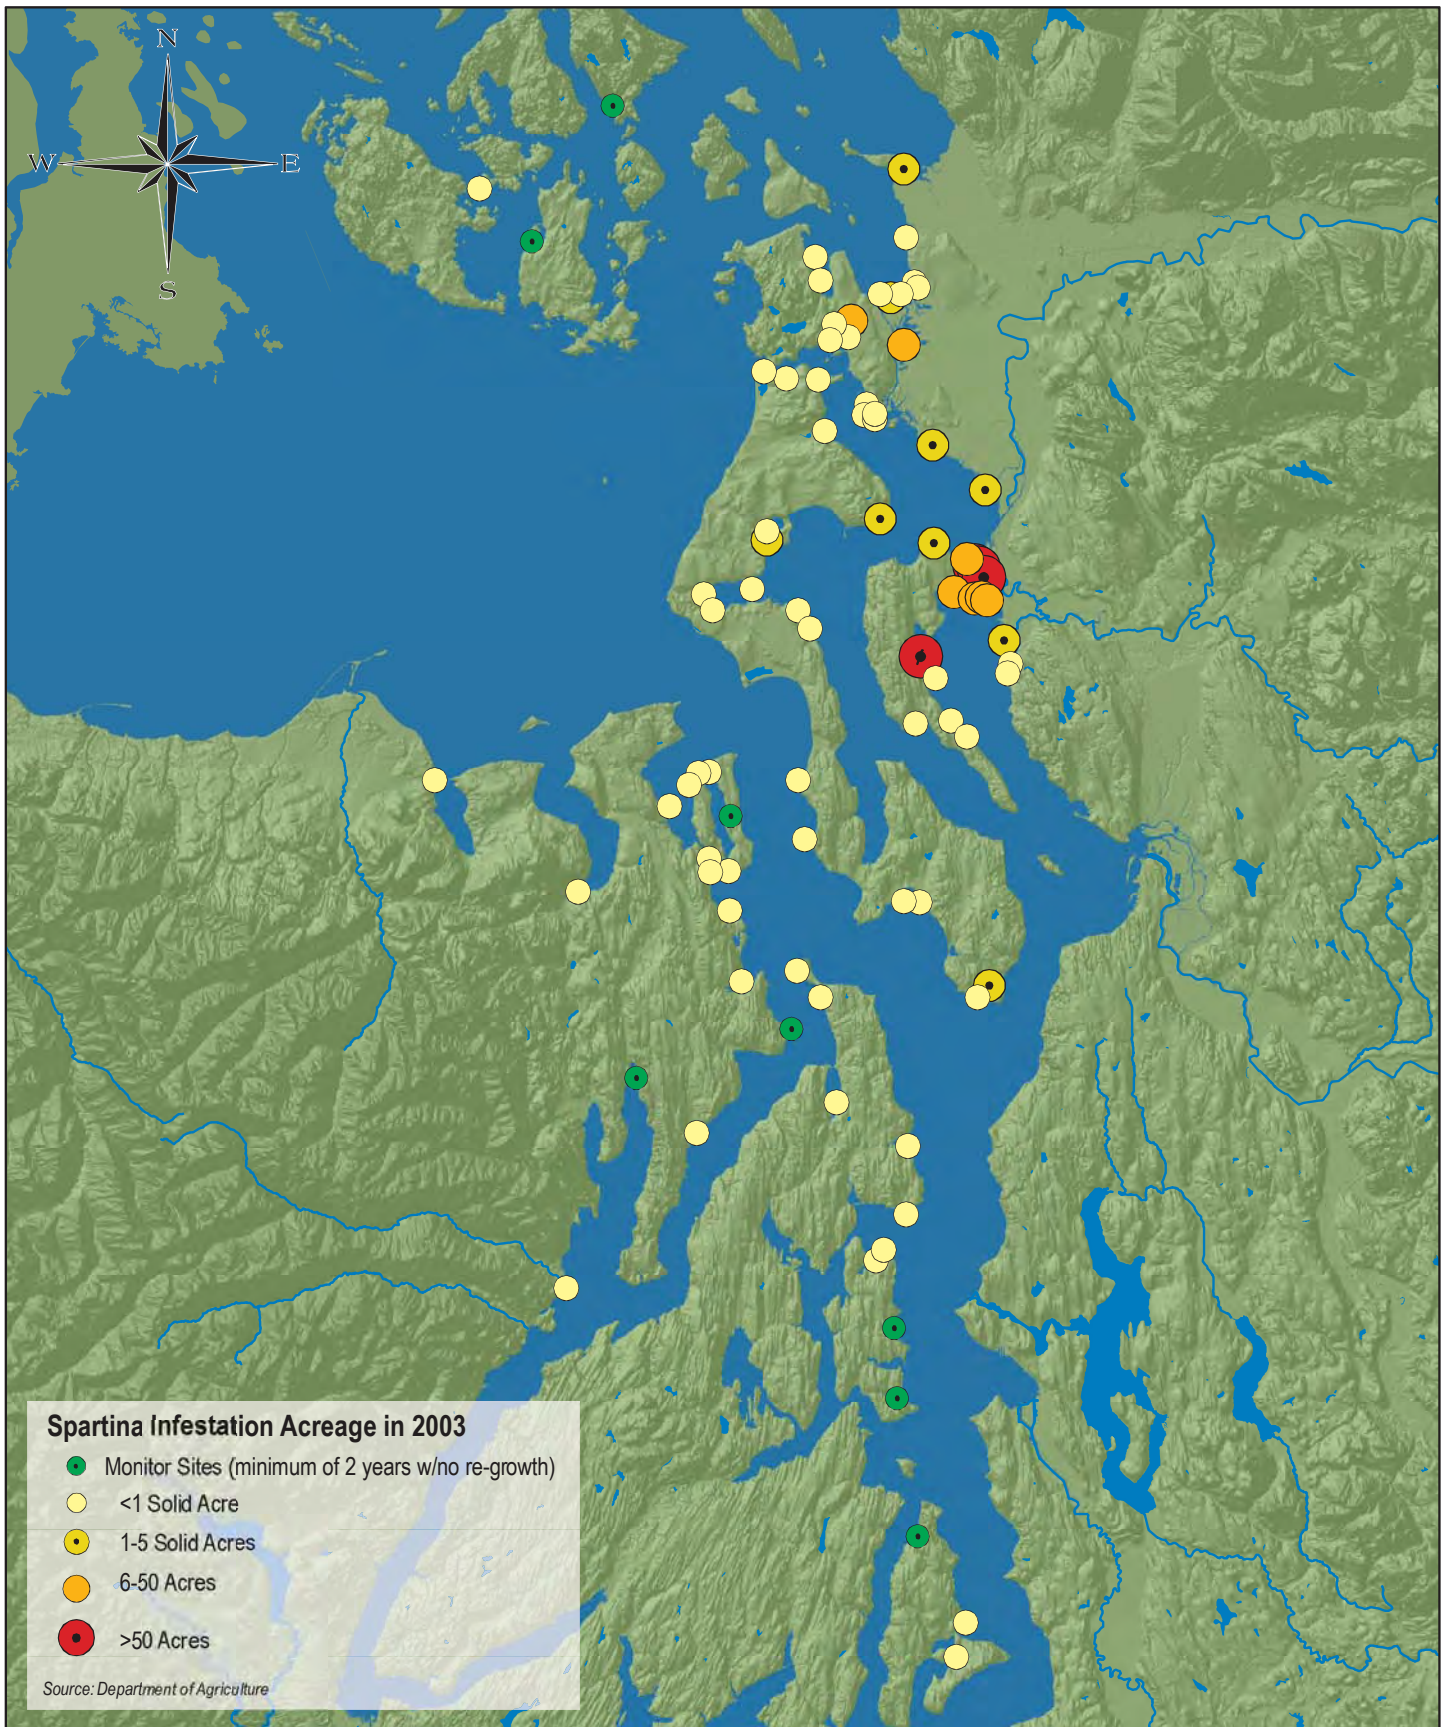 N
W
E
S
Spartina Infestation Acreage in 2003
Monitor Sites (minimum of 2 years w/no re-growth)
<1 Solid Acre
1-5 Solid Acres
6-50 Acres
>50 Acres
Source: Department of Agriculture